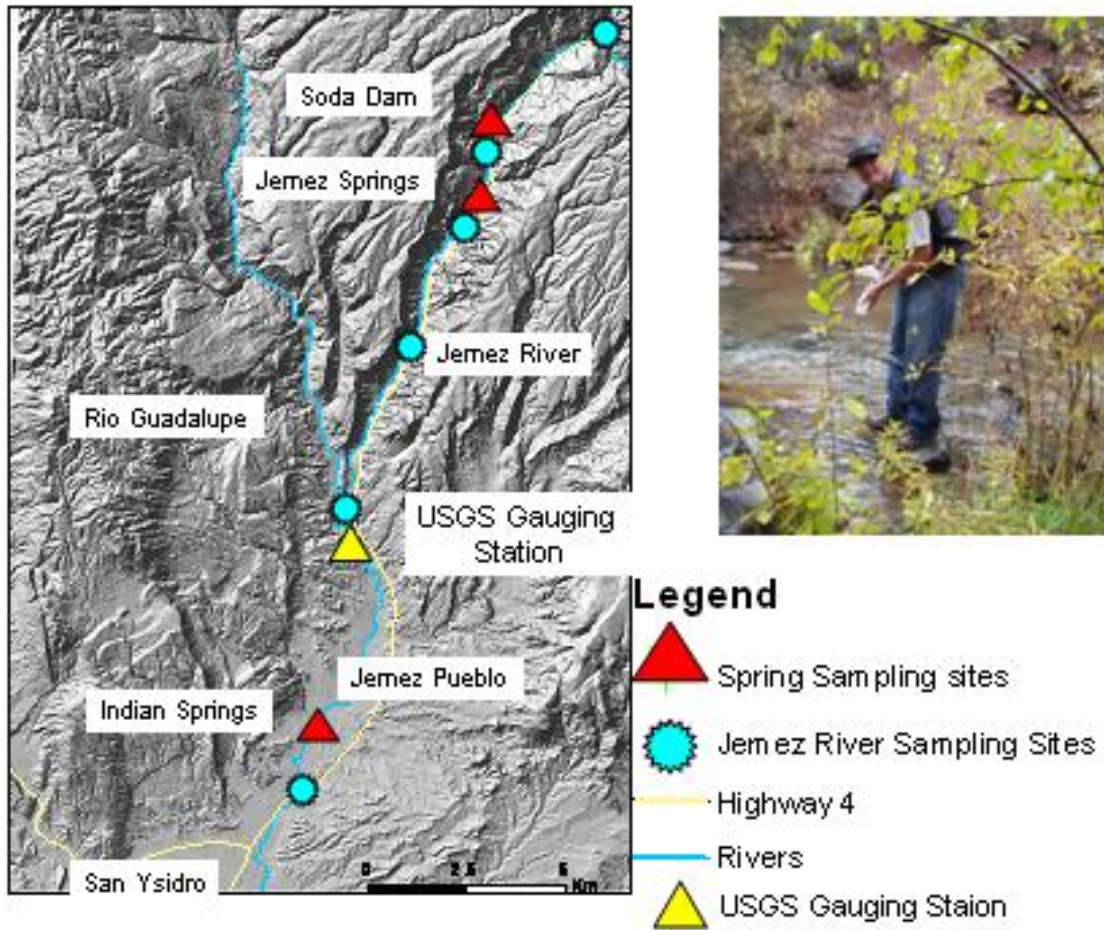 Soda Dam
Jemez Springs
Jemez River
Rio Guadalupe
USGS Gauging
Station
Jemez Pueblo
Indian Springs
San Ysidro
0 2.5 5
Km
Legend
Spring Sampling sites
Jemez River Sampling Sites
Highway 4
Rivers
USGS Gauging Staion